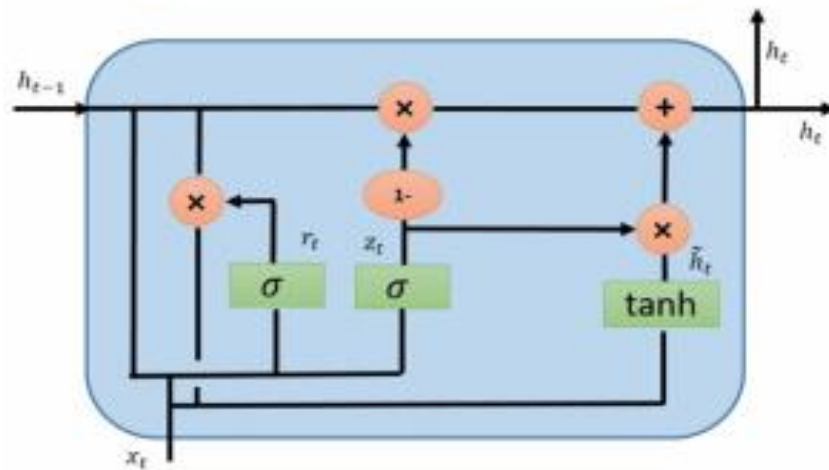 h_t
h_{t-1}
×
+
h_t
×
1-
r_t
z_t
×
h̃_t
σ
σ
tanh
x_t